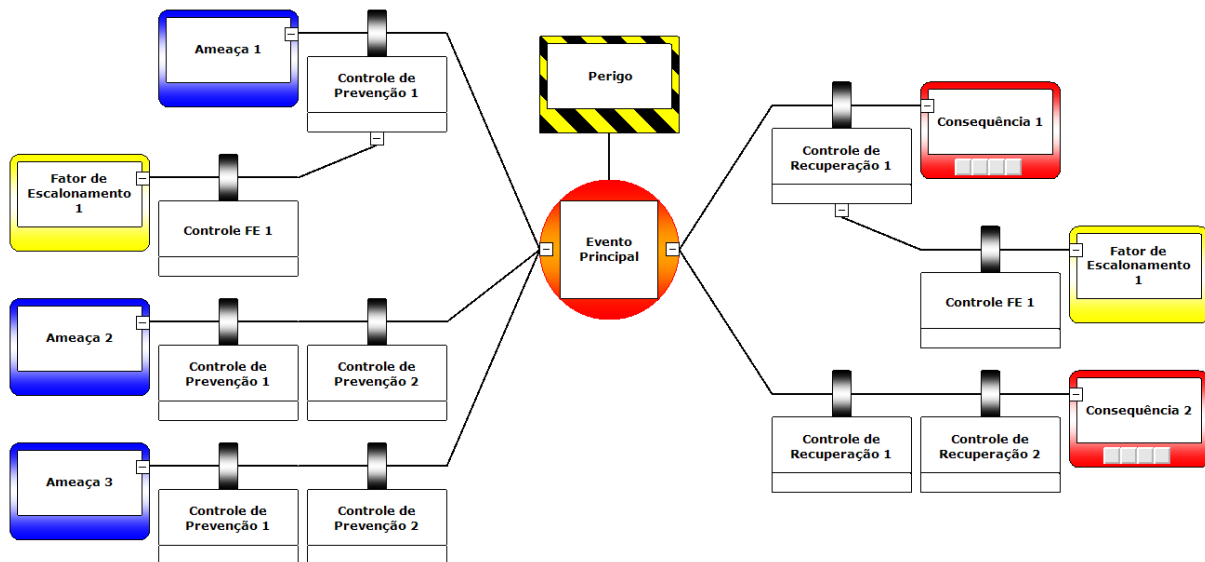 Ameaça 1
Controle de
Prevenção 1
Fator de
Escalonamento
1
Controle FE 1
Ameaça 2
Controle de
Prevenção 1
Controle de
Prevenção 2
Ameaça 3
Controle de
Prevenção 1
Controle de
Prevenção 2
Perigo
Evento
Principal
Controle de
Recuperação 1
Consequência 1
Controle FE 1
Fator de
Escalonamento
1
Controle de
Recuperação 1
Controle de
Recuperação 2
Consequência 2